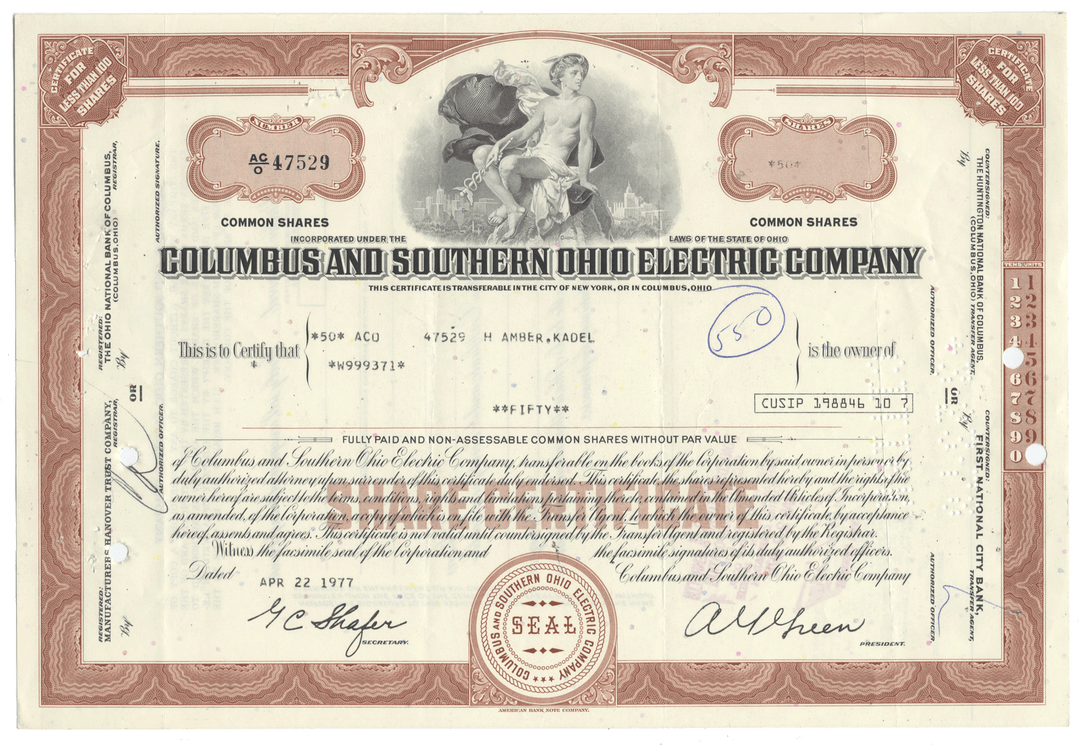 CERTIFICATE
FOR
LESS THAN 100
SHARES
CERTIFICATE
FOR
LESS THAN 100
SHARES
NUMBER
AC/O 47529
COMMON SHARES
SHARES
*50*
COMMON SHARES
INCORPORATED UNDER THE LAWS OF THE STATE OF OHIO
COLUMBUS AND SOUTHERN OHIO ELECTRIC COMPANY
THIS CERTIFICATE IS TRANSFERABLE IN THE CITY OF NEW YORK, OR IN COLUMBUS, OHIO
550
This is to Certify that
*50* ACO 47529 H AMBER,KADEL
* *W999371*
is the owner of
**FIFTY**
CUSIP 198846 10 7
FULLY PAID AND NON-ASSESSABLE COMMON SHARES WITHOUT PAR VALUE
of Columbus and Southern Ohio Electric Company, transferable on the books of the Corporation by said owner in person or by
duly authorized attorney upon surrender of this certificate duly endorsed. This certificate and the shares represented hereby and the rights of the
owner hereof are subject to the terms, conditions, rights and limitations pertaining thereto contained in the Amended Articles of Incorporation,
as amended, of the Corporation, a copy of which is on file with the Transfer Agent, to which the owner of this certificate, by acceptance
hereof, assents and agrees. This certificate is not valid until countersigned by the Transfer Agent and registered by the Registrar.
SHARE CERTIFICATE
Witness the facsimile seal of the Corporation and the facsimile signatures of its duly authorized officers.
Dated APR 22 1977
Columbus and Southern Ohio Electric Company
G C Shafer
SECRETARY.
COLUMBUS AND SOUTHERN OHIO ELECTRIC COMPANY
SEAL
PRESIDENT.
AMERICAN BANK NOTE COMPANY.
REGISTERED:
THE OHIO NATIONAL BANK OF COLUMBUS,
(COLUMBUS, OHIO) REGISTRAR,
By
AUTHORIZED SIGNATURE.
OR
REGISTERED:
MANUFACTURERS HANOVER TRUST COMPANY,
REGISTRAR,
By
AUTHORIZED OFFICER.
COUNTERSIGNED:
THE HUNTINGTON NATIONAL BANK OF COLUMBUS,
(COLUMBUS, OHIO) TRANSFER AGENT,
By
AUTHORIZED OFFICER.
OR
COUNTERSIGNED:
FIRST NATIONAL CITY BANK,
TRANSFER AGENT,
By
AUTHORIZED OFFICER.
TENS UNITS
1 1
2 2
3 3
4 4
5
6 6
7 7
8 8
9 9
0